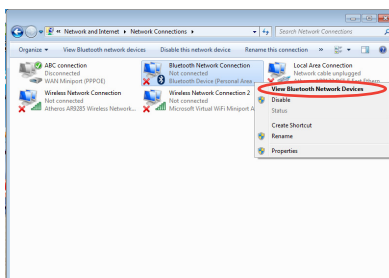 « Network and Internet ▸ Network Connections ▸
Search Network Connections
Organize ▾ View Bluetooth network devices Disable this network device Rename this connection »
ABC connection
Disconnected
WAN Miniport (PPPOE)
Bluetooth Network Connection
Not connected
Bluetooth Device (Personal Area...
Local Area Connection
Network cable unplugged
Wireless Network Connection
Not connected
Atheros AR9285 Wireless Network...
Wireless Network Connection 2
Not connected
Microsoft Virtual WiFi Miniport A
View Bluetooth Network Devices
Disable
Status
Create Shortcut
Rename
Properties